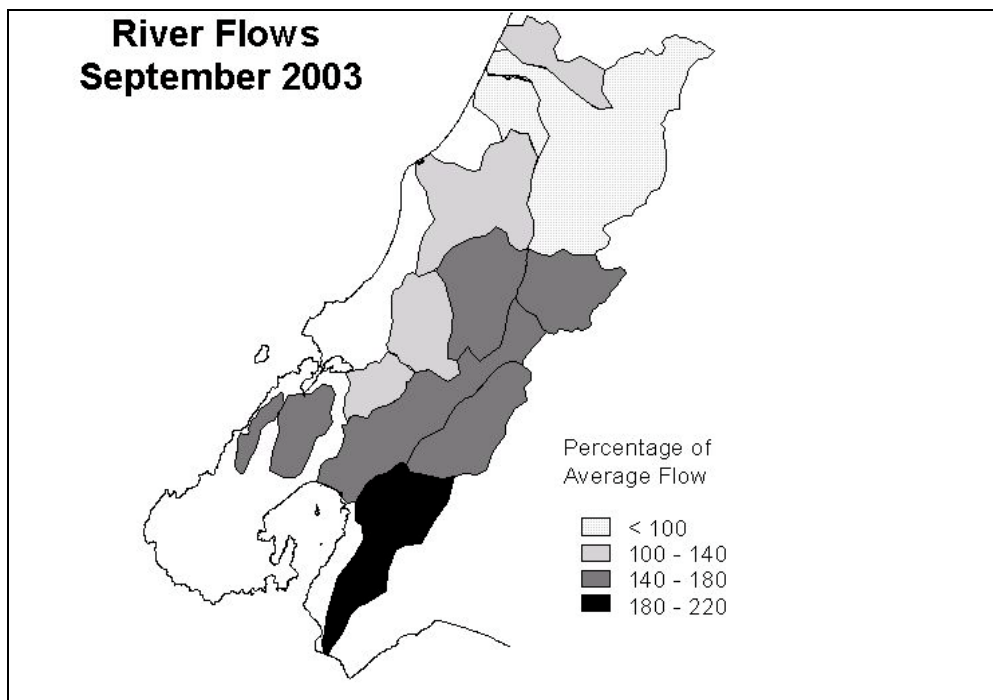 River Flows
September 2003
Percentage of
Average Flow
< 100
100 - 140
140 - 180
180 - 220